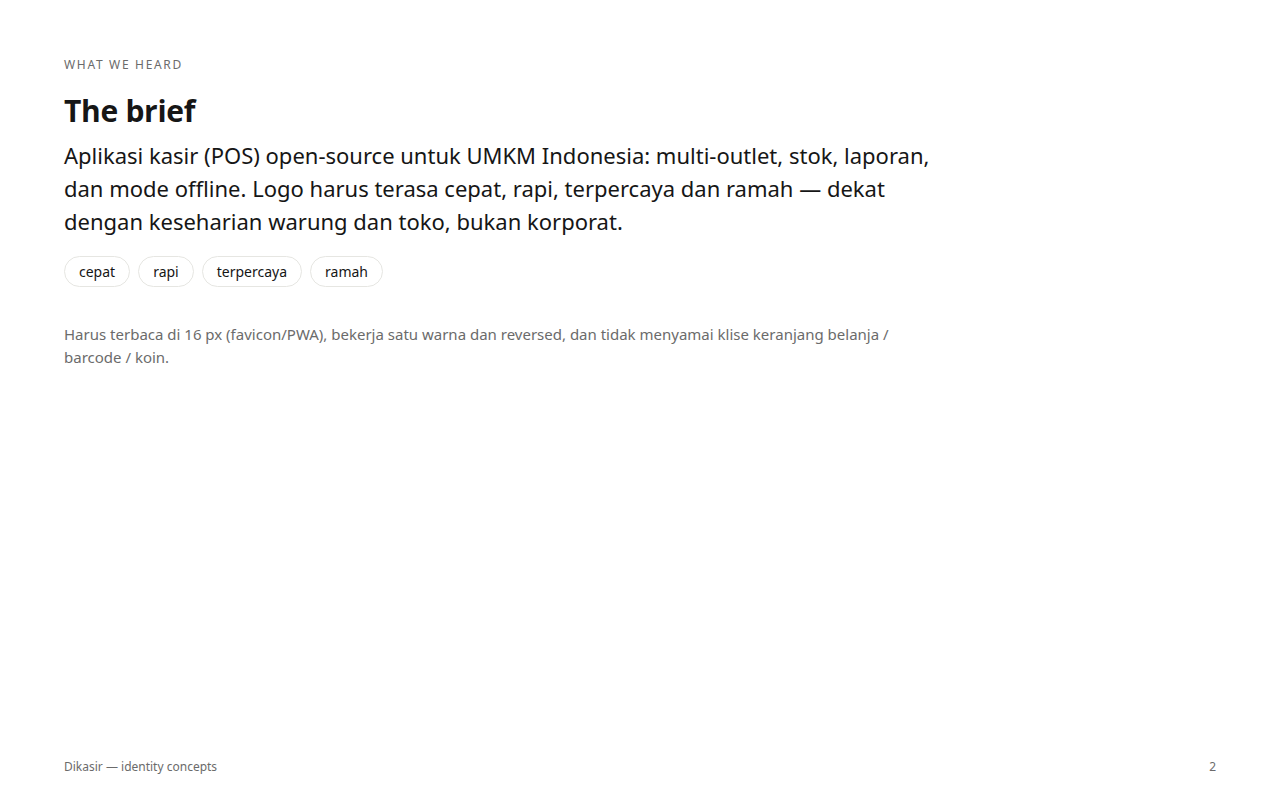 WHAT WE HEARD
The brief
Aplikasi kasir (POS) open-source untuk UMKM Indonesia: multi-outlet, stok, laporan,
dan mode offline. Logo harus terasa cepat, rapi, terpercaya dan ramah — dekat
dengan keseharian warung dan toko, bukan korporat.
cepat rapi terpercaya ramah
Harus terbaca di 16 px (favicon/PWA), bekerja satu warna dan reversed, dan tidak menyamai klise keranjang belanja /
barcode / koin.
Dikasir — identity concepts 2